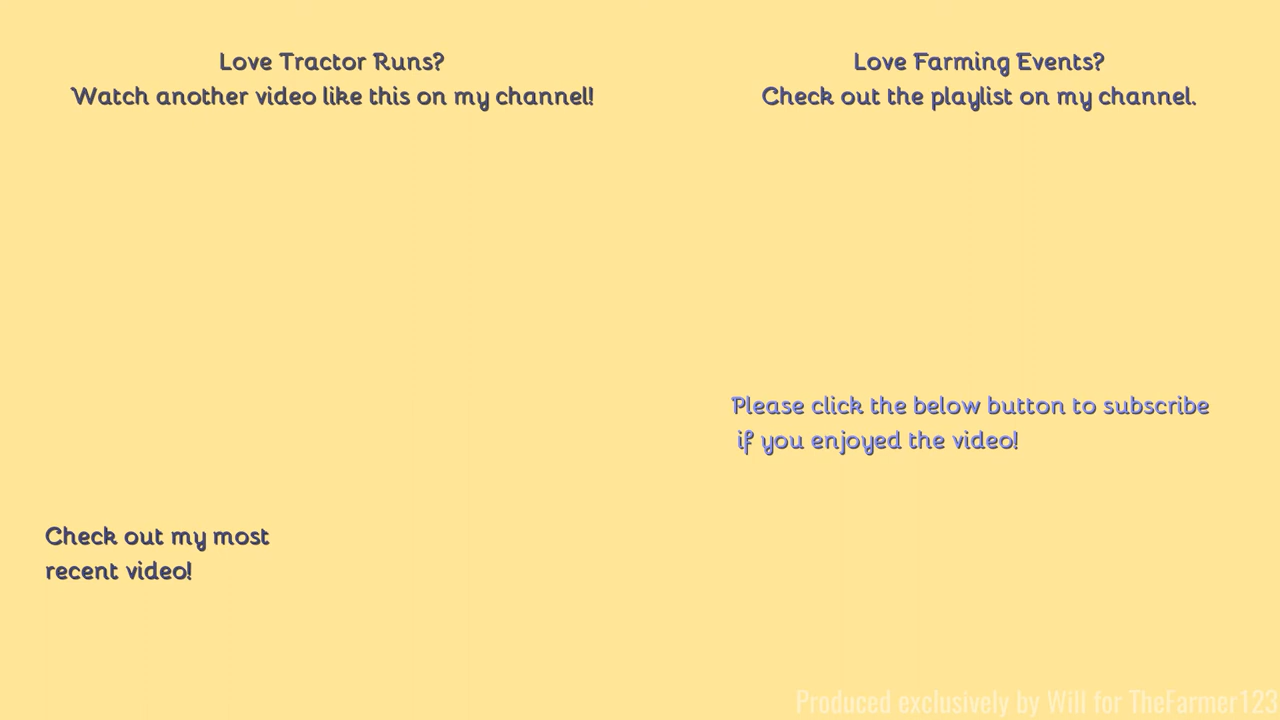 Love Tractor Runs?
Watch another video like this on my channel!
Love Farming Events?
Check out the playlist on my channel.
Please click the below button to subscribe
if you enjoyed the video!
Check out my most
recent video!
Produced exclusively by Will for TheFarmer123